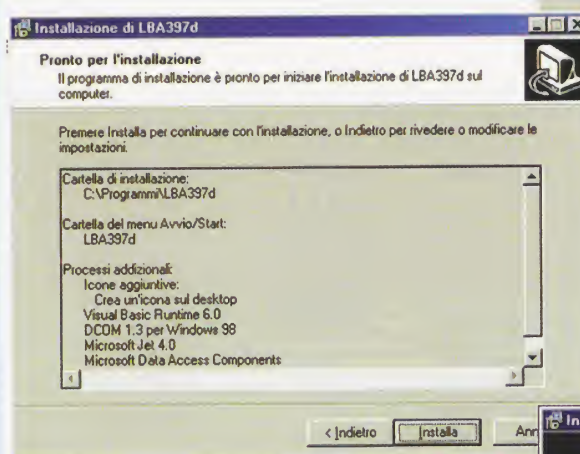 Installazione di LBA397d
Pronto per l'installazione
Il programma di installazione è pronto per iniziare l'installazione di LBA397d sul
computer.
Premere Installa per continuare con l'installazione, o Indietro per rivedere o modificare le
impostazioni.
Cartella di installazione:
C:\Programmi\LBA397d
Cartella del menu Avvio/Start:
LBA397d
Processi addizionali:
Icone aggiuntive:
Crea un'icona sul desktop
Visual Basic Runtime 6.0
DCOM 1.3 per Windows 98
Microsoft Jet 4.0
Microsoft Data Access Components
< Indietro
Installa
Ann
In